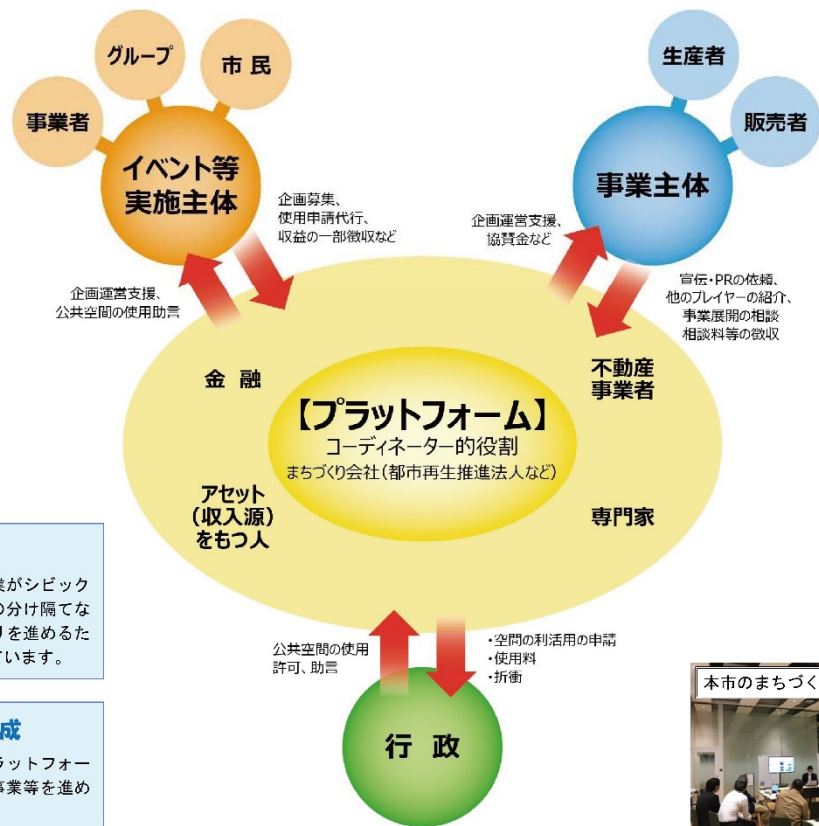 グループ
市民
事業者
イベント等
実施主体
生産者
販売者
事業主体
企画募集、
使用申請代行、
収益の一部徴収など
企画運営支援、
公共空間の使用助言
企画運営支援、
協賛金など
宣伝・PRの依頼、
他のプレイヤーの紹介、
事業展開の相談
相談料等の徴収
金融
不動産
事業者
【プラットフォーム】
コーディネーター的役割
まちづくり会社(都市再生推進法人など)
アセット
(収入源)
をもつ人
専門家
業がシビック
の分け隔てな
りを進めるた
ています。
公共空間の使用
許可、助言
・空間の利活用の申請
・使用料
・折衝
行政
成
ラットフォー
事業等を進め
本市のまちづく